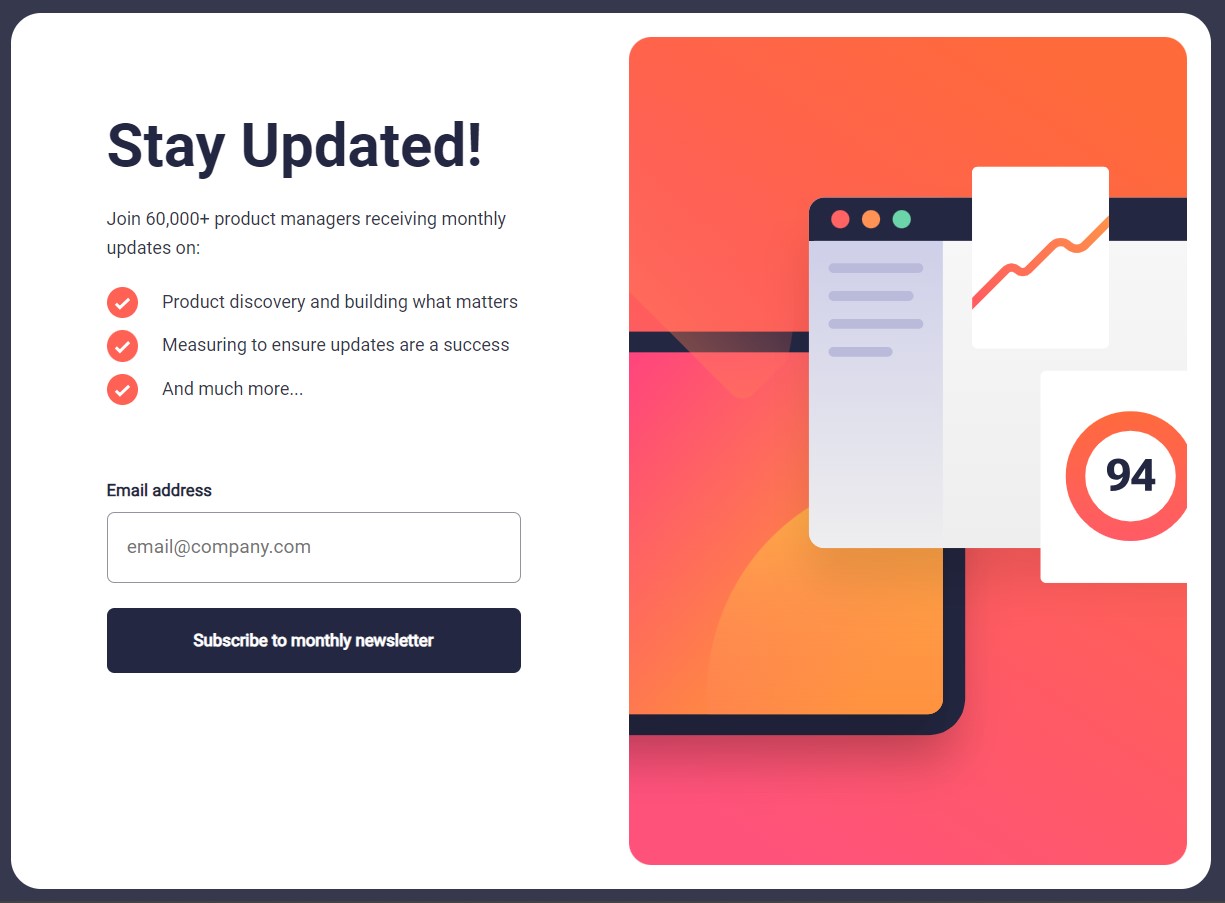 Stay Updated!
Join 60,000+ product managers receiving monthly
updates on:
Product discovery and building what matters
Measuring to ensure updates are a success
And much more...
Email address
email@company.com
Subscribe to monthly newsletter
94